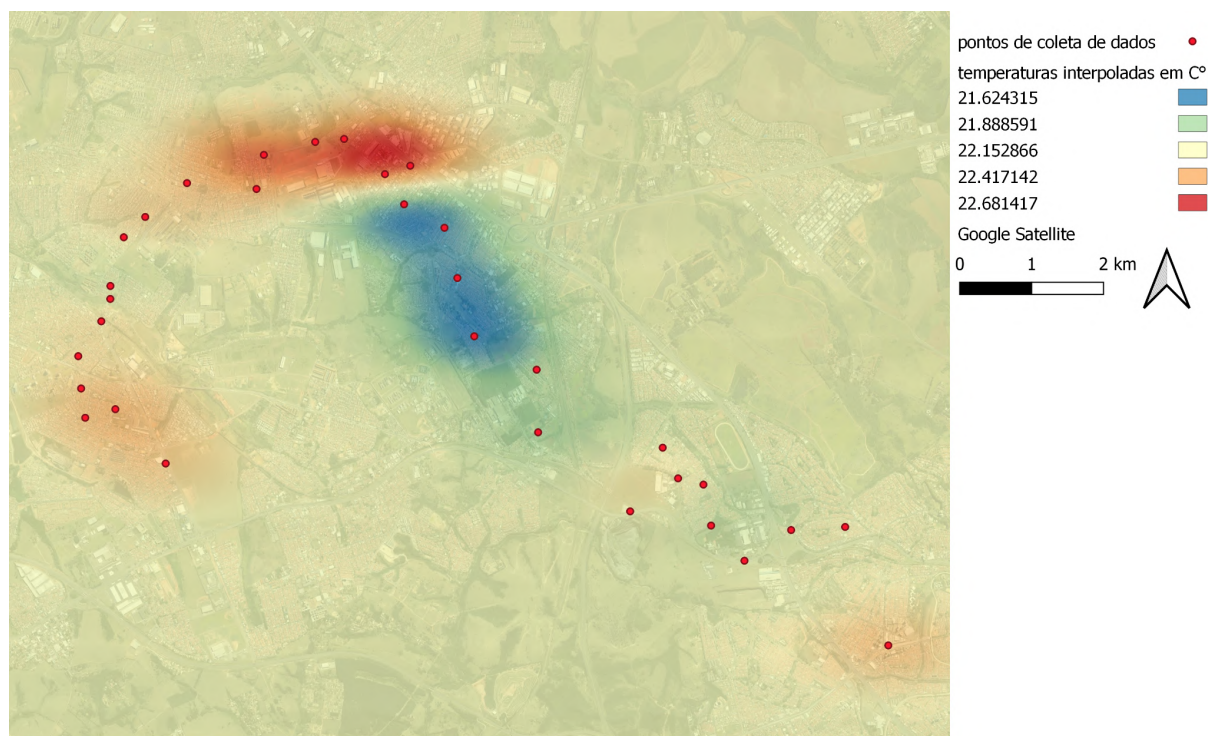 pontos de coleta de dados
temperaturas interpoladas em C°
21.624315
21.888591
22.152866
22.417142
22.681417
Google Satellite
0 1 2 km